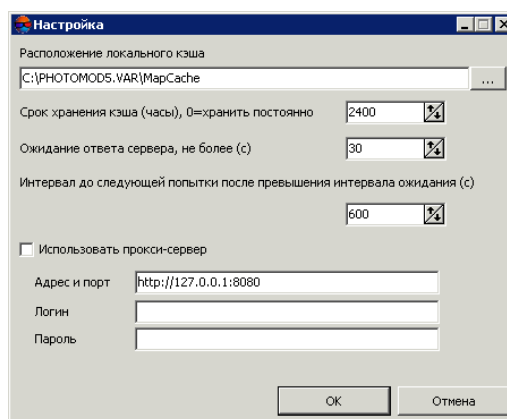 Настройка
Расположение локального кэша
C:\PHOTOMOD5.VAR\MapCache
...
Срок хранения кэша (часы), 0=хранить постоянно
2400
Ожидание ответа сервера, не более (с)
30
Интервал до следующей попытки после превышения интервала ожидания (с)
600
Использовать прокси-сервер
Адрес и порт
http://127.0.0.1:8080
Логин
Пароль
OK
Отмена